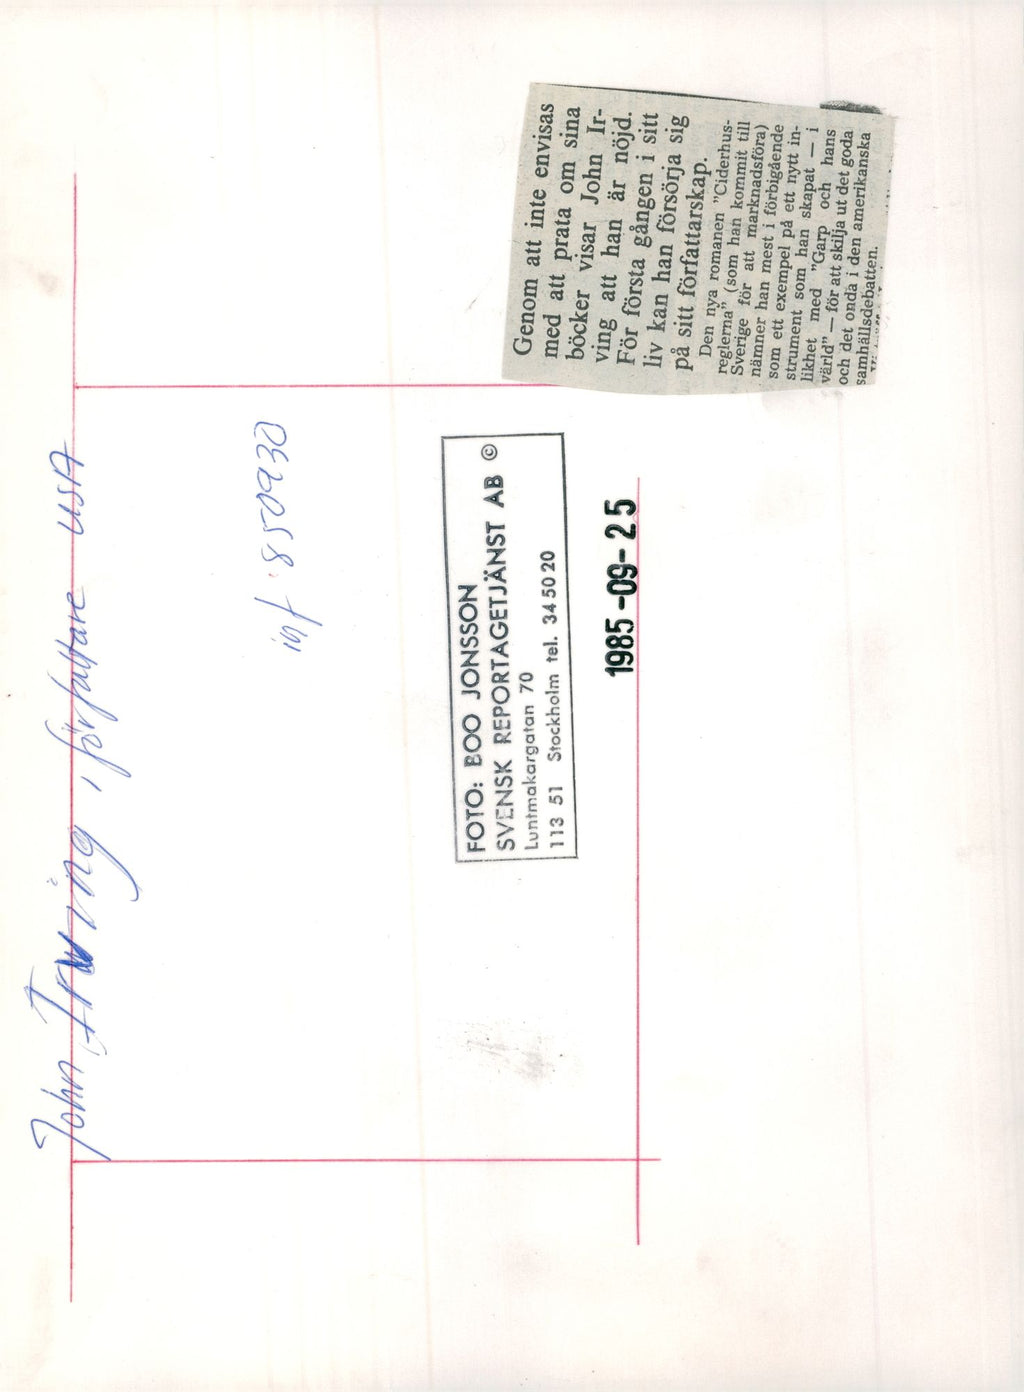 John Irving, författare USA
inf. 850930
FOTO: BOO JONSSON
SVENSK REPORTAGETJÄNST AB ©
Luntmakargatan 70
113 51 Stockholm tel. 34 50 20
1985-09-25
Genom att inte envisas
med att prata om sina
böcker visar John Ir-
ving att han är nöjd.
För första gången i sitt
liv kan han försörja sig
på sitt författarskap.
Den nya romanen "Ciderhus-
reglerna" (som han kommit till
Sverige för att marknadsföra)
nämner han mest i förbigående
som ett exempel på ett nytt in-
strument som han skapat — i
likhet med "Garp och hans
värld" — för att skilja ut det goda
och det onda i den amerikanska
samhällsdebatten.